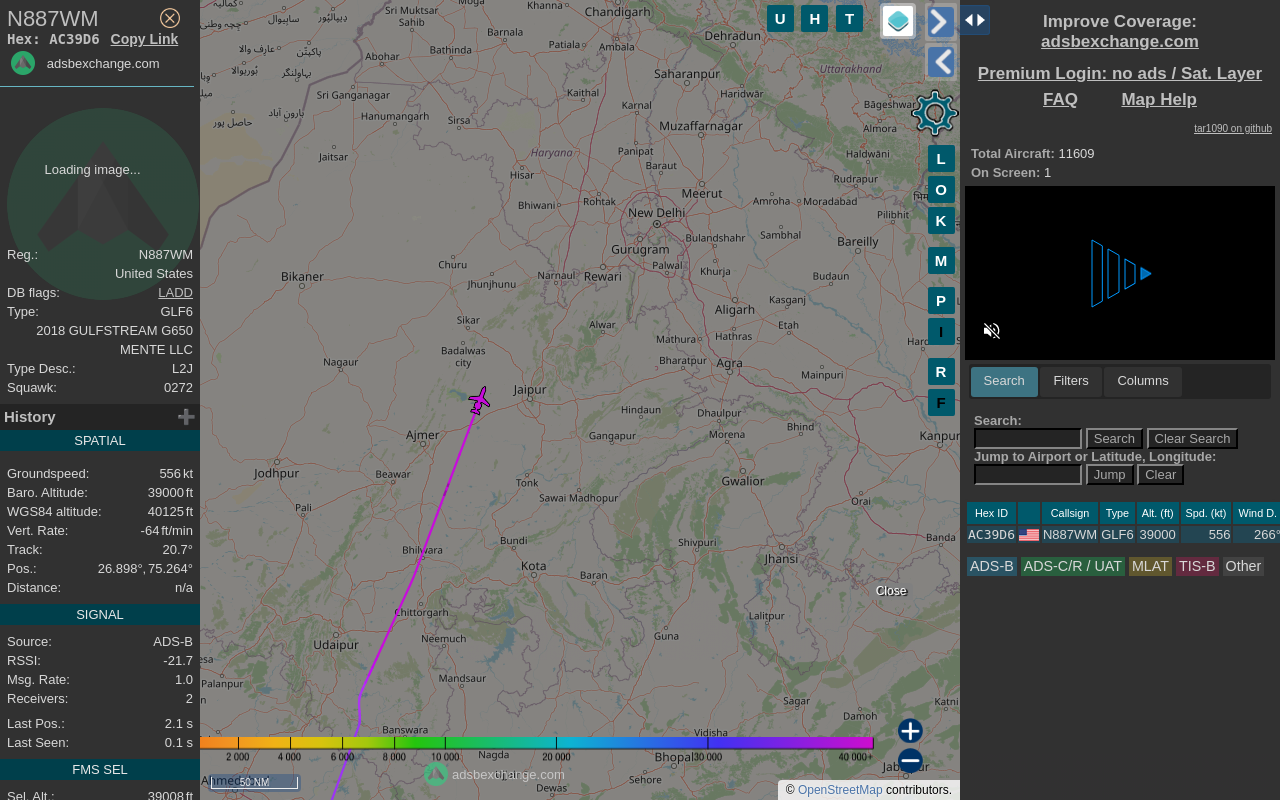 N887WM
Hex: AC39D6 Copy Link
adsbexchange.com
Loading image...
Reg.: N887WM
United States
DB flags: LADD
Type: GLF6
2018 GULFSTREAM G650
MENTE LLC
Type Desc.: L2J
Squawk: 0272
History
SPATIAL
Groundspeed: 556 kt
Baro. Altitude: 39000 ft
WGS84 altitude: 40125 ft
Vert. Rate: -64 ft/min
Track: 20.7°
Pos.: 26.898°, 75.264°
Distance: n/a
SIGNAL
Source: ADS-B
RSSI: -21.7
Msg. Rate: 1.0
Receivers: 2
Last Pos.: 2.1 s
Last Seen: 0.1 s
FMS SEL
Sel. Alt.: 39008 ft
Sri Muktsar
Sahib
Moga
Khanna
Chandigarh
Barnala
Patiala
Ambala
Dehradun
Abohar
Bathinda
Uttarakhand
Saharanpur
Sri Ganganagar
Kaithal
Haridwār
Karnal
Bāgeshwar
Hanumangarh
Sirsa
Muzaffarnagar
Almora
Jaitsar
Haryana
Panipat
Baraut
Haldwāni
Hisar
Rudrapur
Meerut
Bhiwani
Rohtak
Amroha
Moradabad
New Delhi
Pilibhit
Bulandshahr
Sambhal
Bareilly
Gurugram
Palwal
Khurja
Churu
Bikaner
Narnaul
Rewari
Budaun
Jhunjhunu
Kasganj
Aligarh
Sikar
Alwar
Etah
Mathura
Hathras
Badalwas
city
Bharatpur
Agra
Nagaur
Mainpuri
Jaipur
Hindaun
Dhaulpur
Ajmer
Gangapur
Morena
Bhind
Kanpur
Jodhpur
Beawar
Tonk
Gwalior
Sawai Madhopur
Pali
Orai
Bundi
Shivpuri
Banda
Bhilwara
Jhansi
Kota
Baran
Chittorgarh
Lalitpur
Udaipur
Neemuch
Guna
Palanpur
Mandsaur
Sagar
Damoh
Katni
Banswara
Vidisha
Nagda
Bhopal
Sehore
Dewas
U H T
L
O
K
M
P
I
R
F
Close
2 000 4 000 6 000 8 000 10 000 20 000 30 000 40 000+
adsbexchange.com
50 NM
© OpenStreetMap contributors.
Improve Coverage:
adsbexchange.com
Premium Login: no ads / Sat. Layer
FAQ Map Help
tar1090 on github
Total Aircraft: 11609
On Screen: 1
Search Filters Columns
Search:
Search Clear Search
Jump to Airport or Latitude, Longitude:
Jump Clear
Hex ID Callsign Type Alt. (ft) Spd. (kt) Wind D.
AC39D6 N887WM GLF6 39000 556 266°
ADS-B ADS-C/R / UAT MLAT TIS-B Other